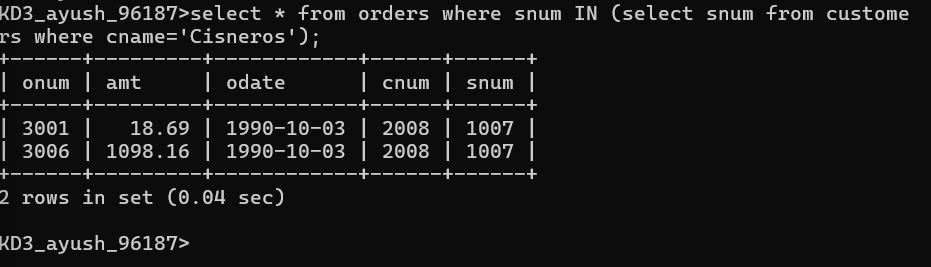 KD3_ayush_96187>select * from orders where snum IN (select snum from custome
rs where cname='Cisneros');
+------+---------+------------+------+------+
| onum | amt     | odate      | cnum | snum |
+------+---------+------------+------+------+
| 3001 |   18.69 | 1990-10-03 | 2008 | 1007 |
| 3006 | 1098.16 | 1990-10-03 | 2008 | 1007 |
+------+---------+------------+------+------+
2 rows in set (0.04 sec)
KD3_ayush_96187>